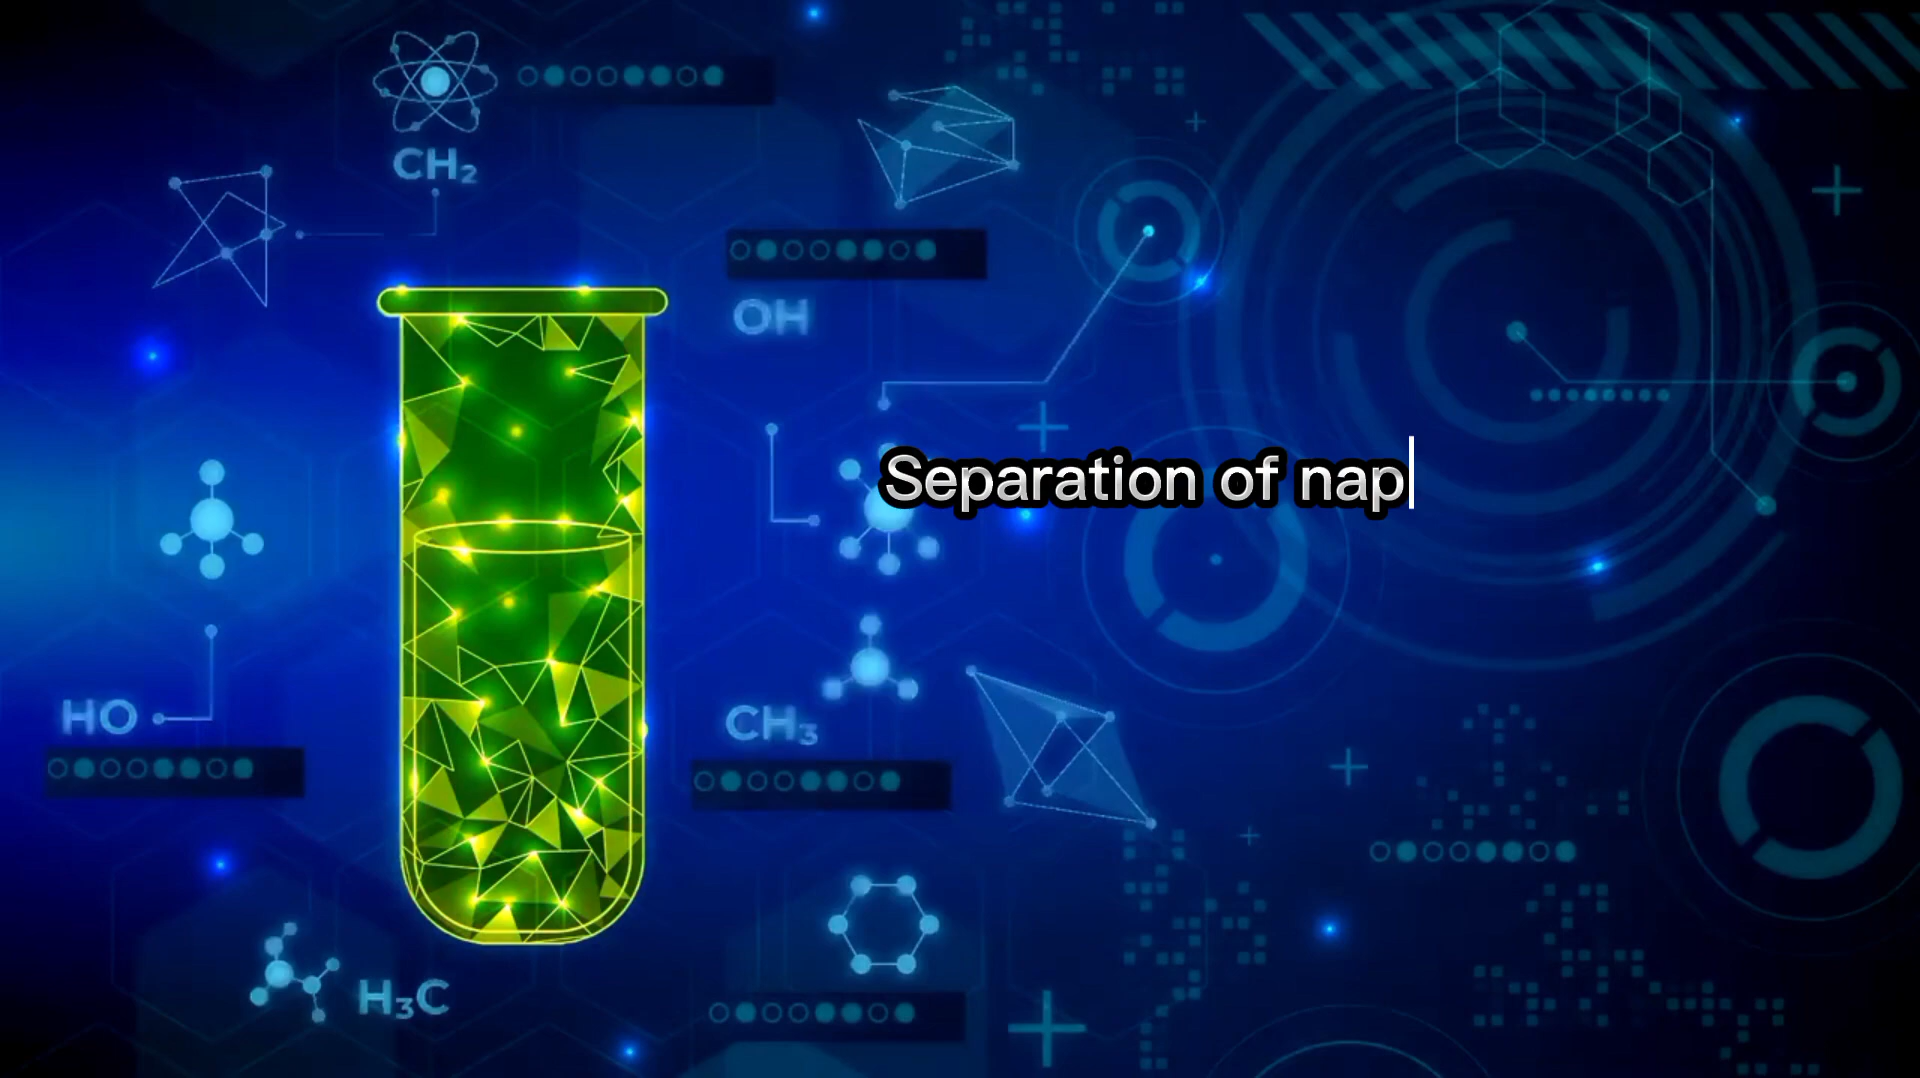 CH₂
OH
Separation of nap
HO
CH₃
H₃C